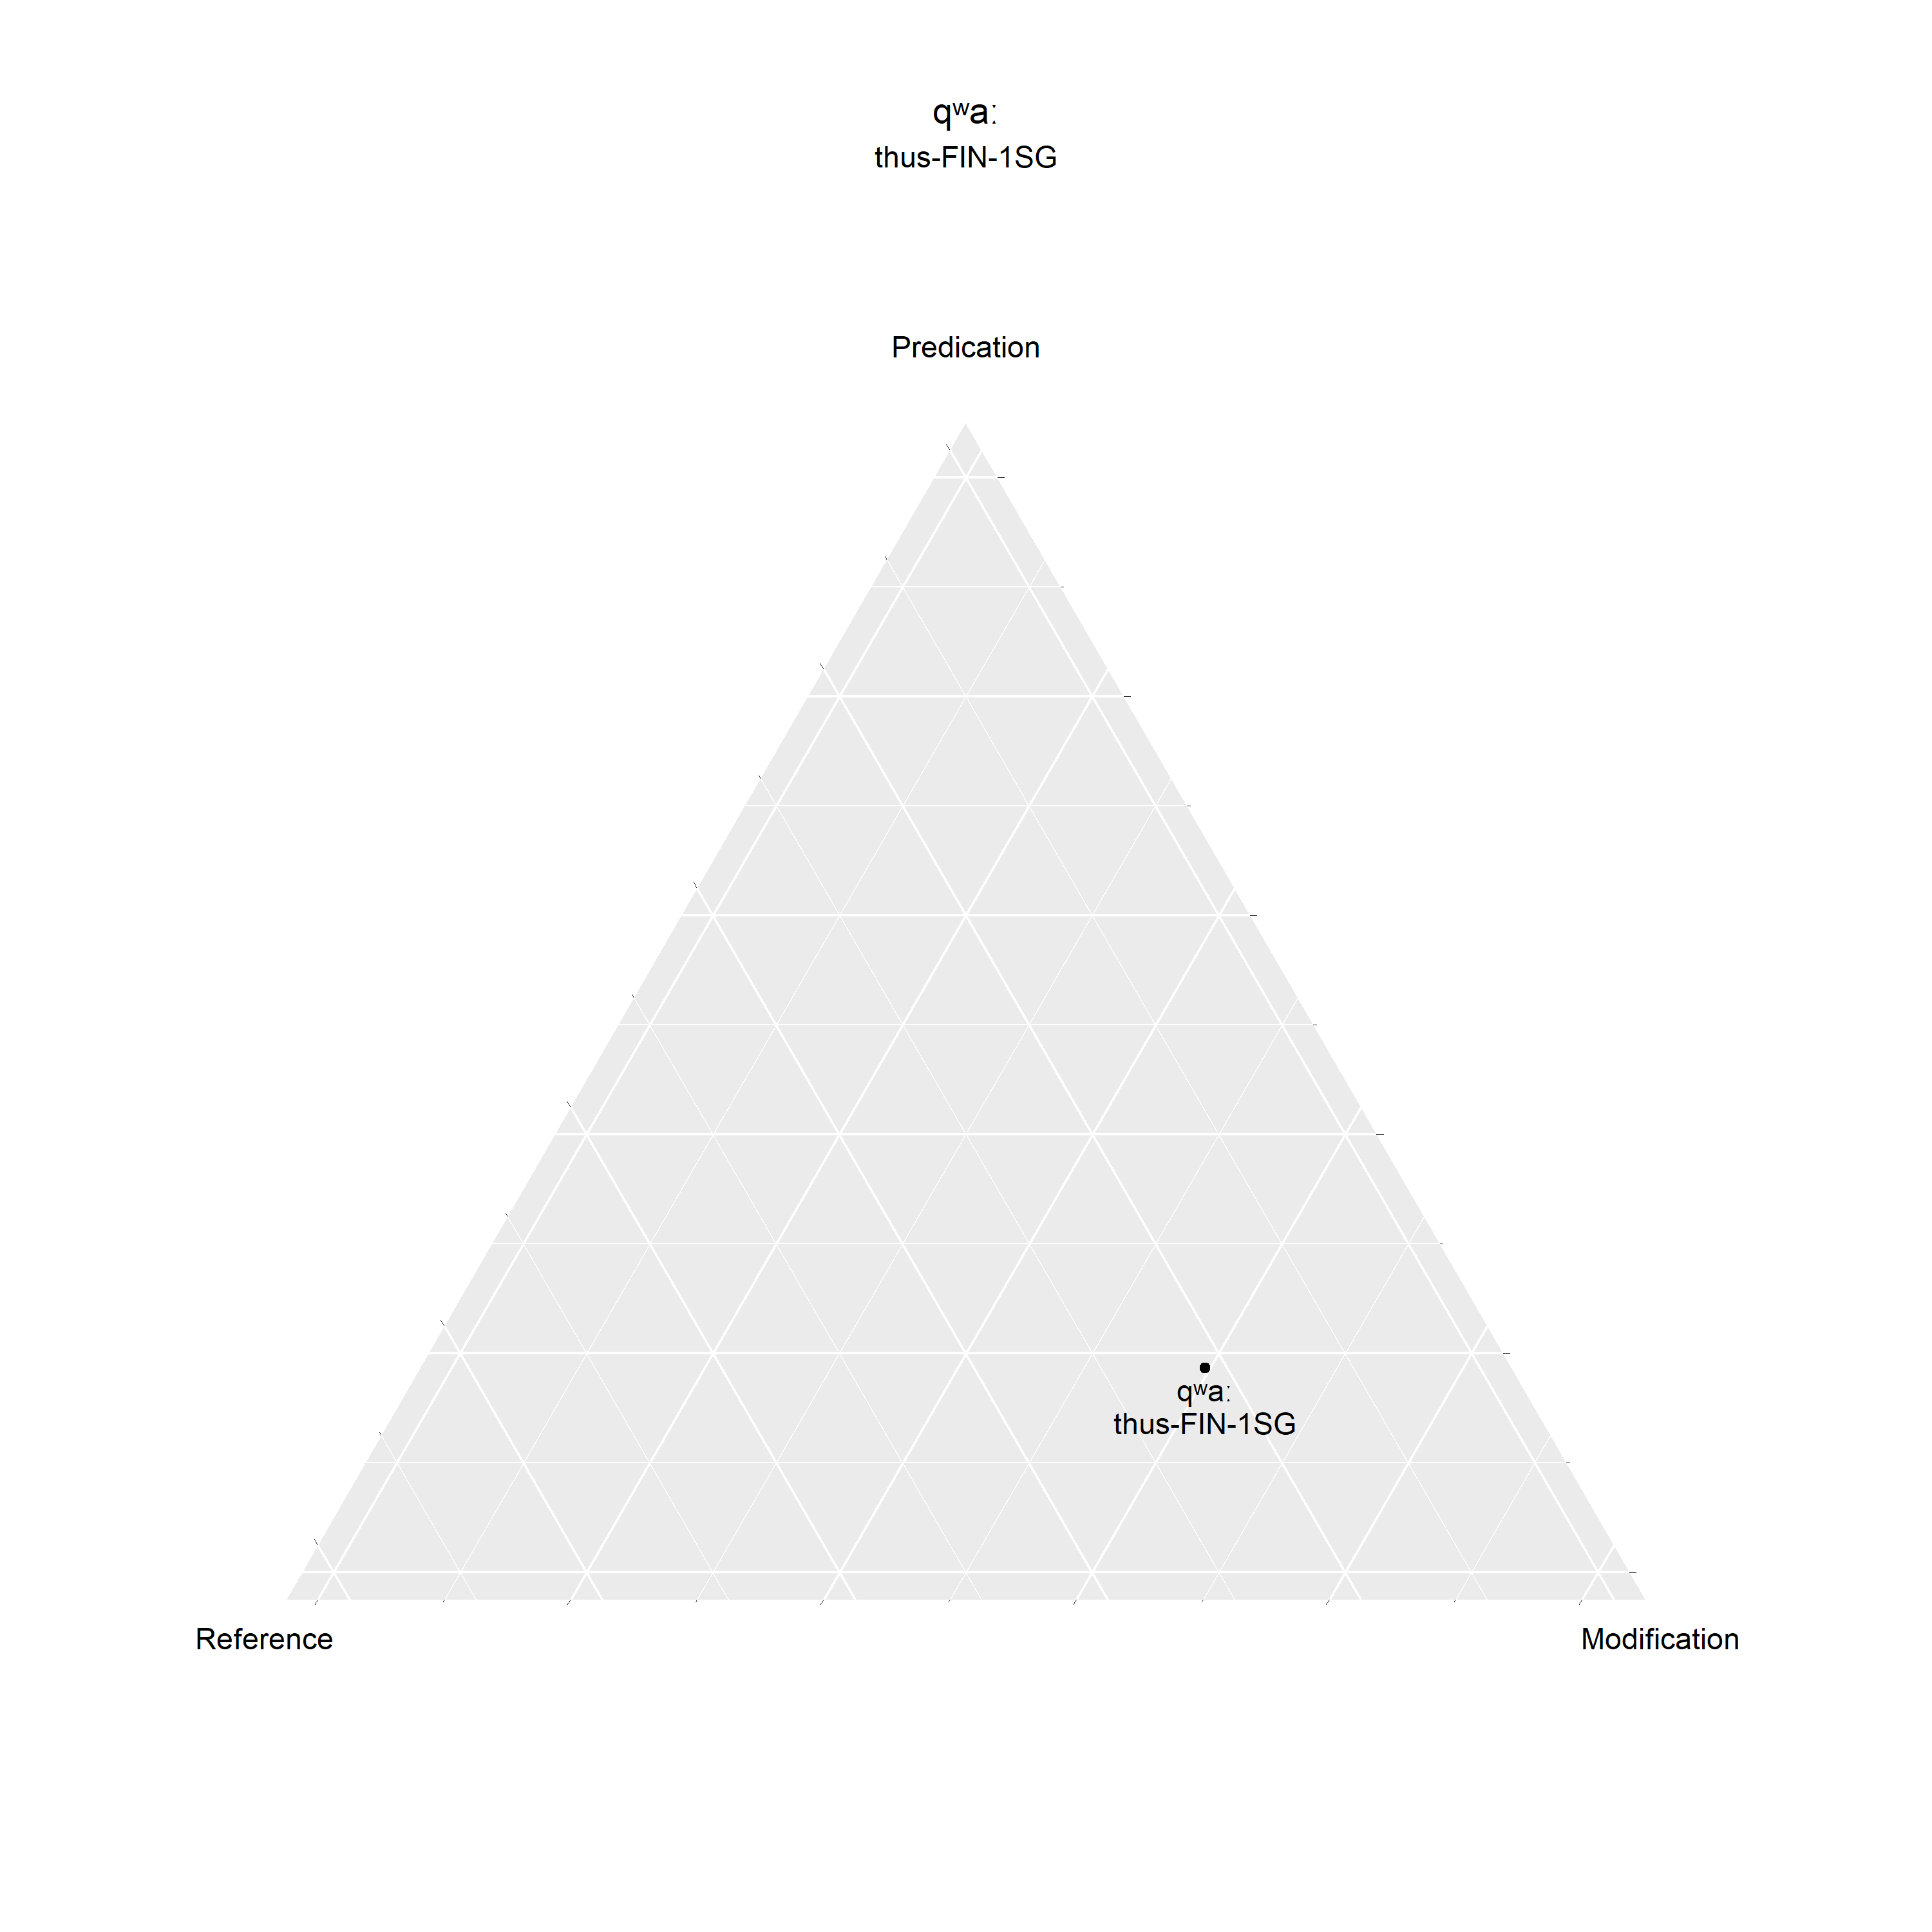 qʷaː
thus-FIN-1SG
Predication
qʷaː
thus-FIN-1SG
Reference
Modification